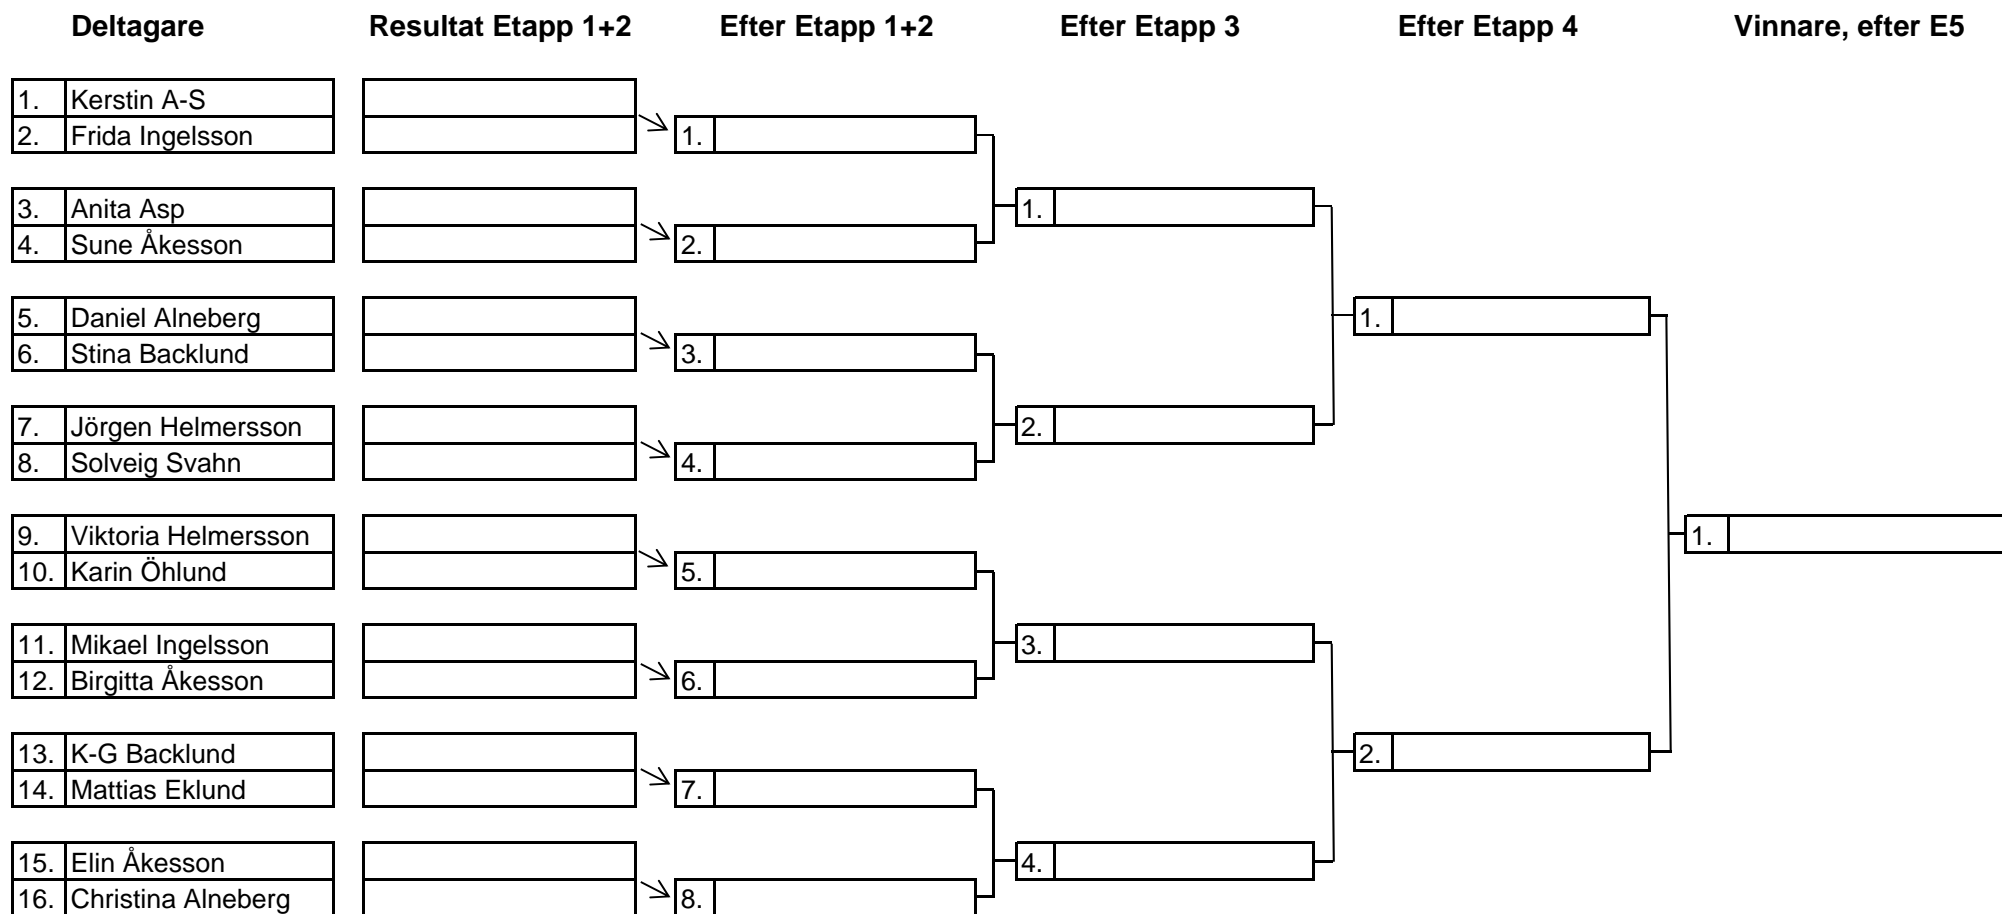 Deltagare Resultat Etapp 1+2 Efter Etapp 1+2 Efter Etapp 3 Efter Etapp 4 Vinnare, efter E5
1. Kerstin A-S
2. Frida Ingelsson
1.
3. Anita Asp
1.
4. Sune Åkesson
2.
5. Daniel Alneberg
1.
6. Stina Backlund
3.
7. Jörgen Helmersson
2.
8. Solveig Svahn
4.
9. Viktoria Helmersson
1.
10. Karin Öhlund
5.
11. Mikael Ingelsson
3.
12. Birgitta Åkesson
6.
13. K-G Backlund
2.
14. Mattias Eklund
7.
15. Elin Åkesson
4.
16. Christina Alneberg
8.